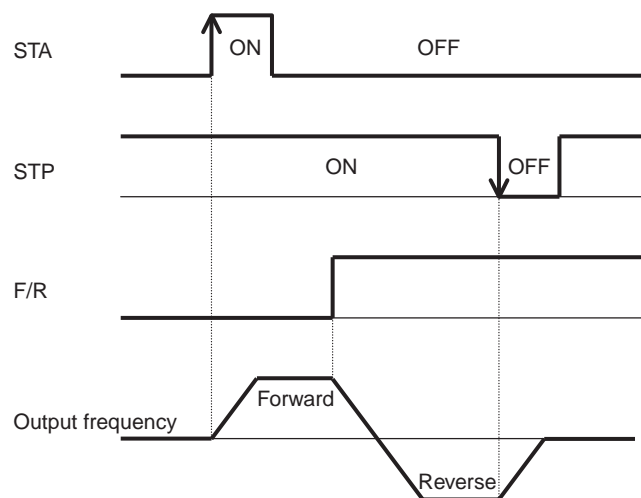 STA
ON
OFF
STP
ON
OFF
F/R
Output frequency
Forward
Reverse